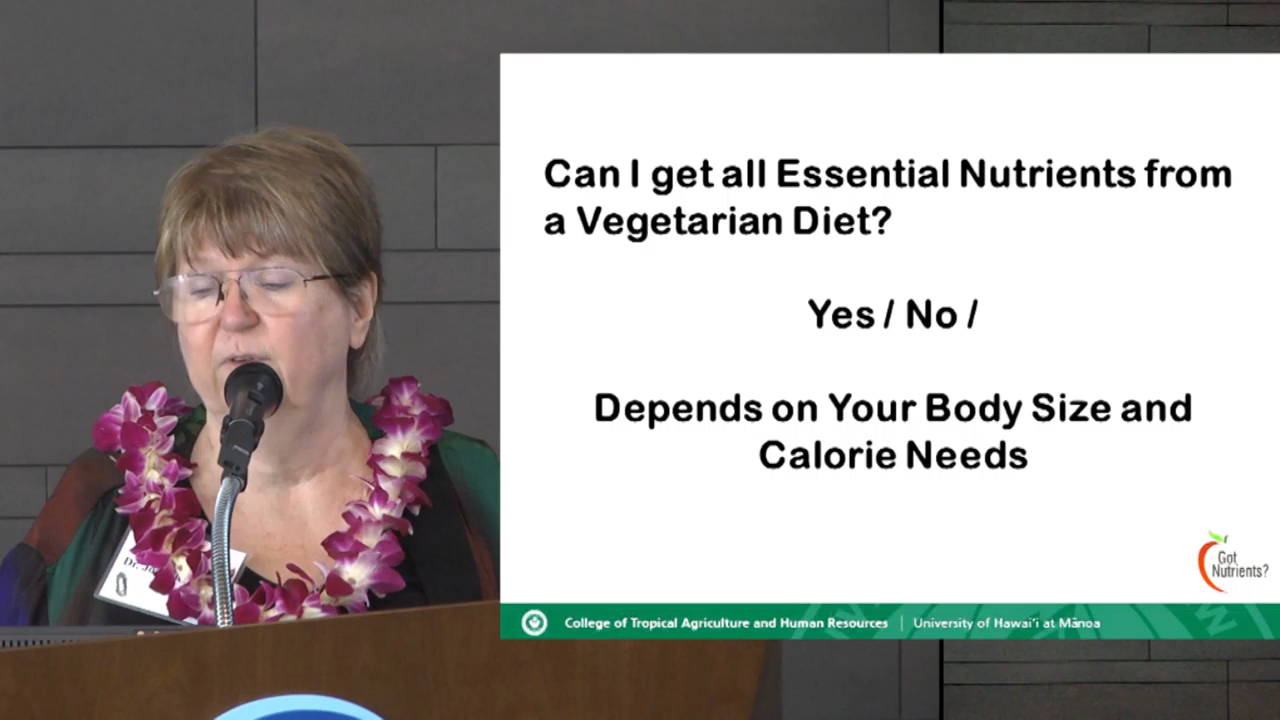 Can I get all Essential Nutrients from
a Vegetarian Diet?
Yes / No /
Depends on Your Body Size and
Calorie Needs
Got
Nutrients?
College of Tropical Agriculture and Human Resources | University of Hawai'i at Mānoa